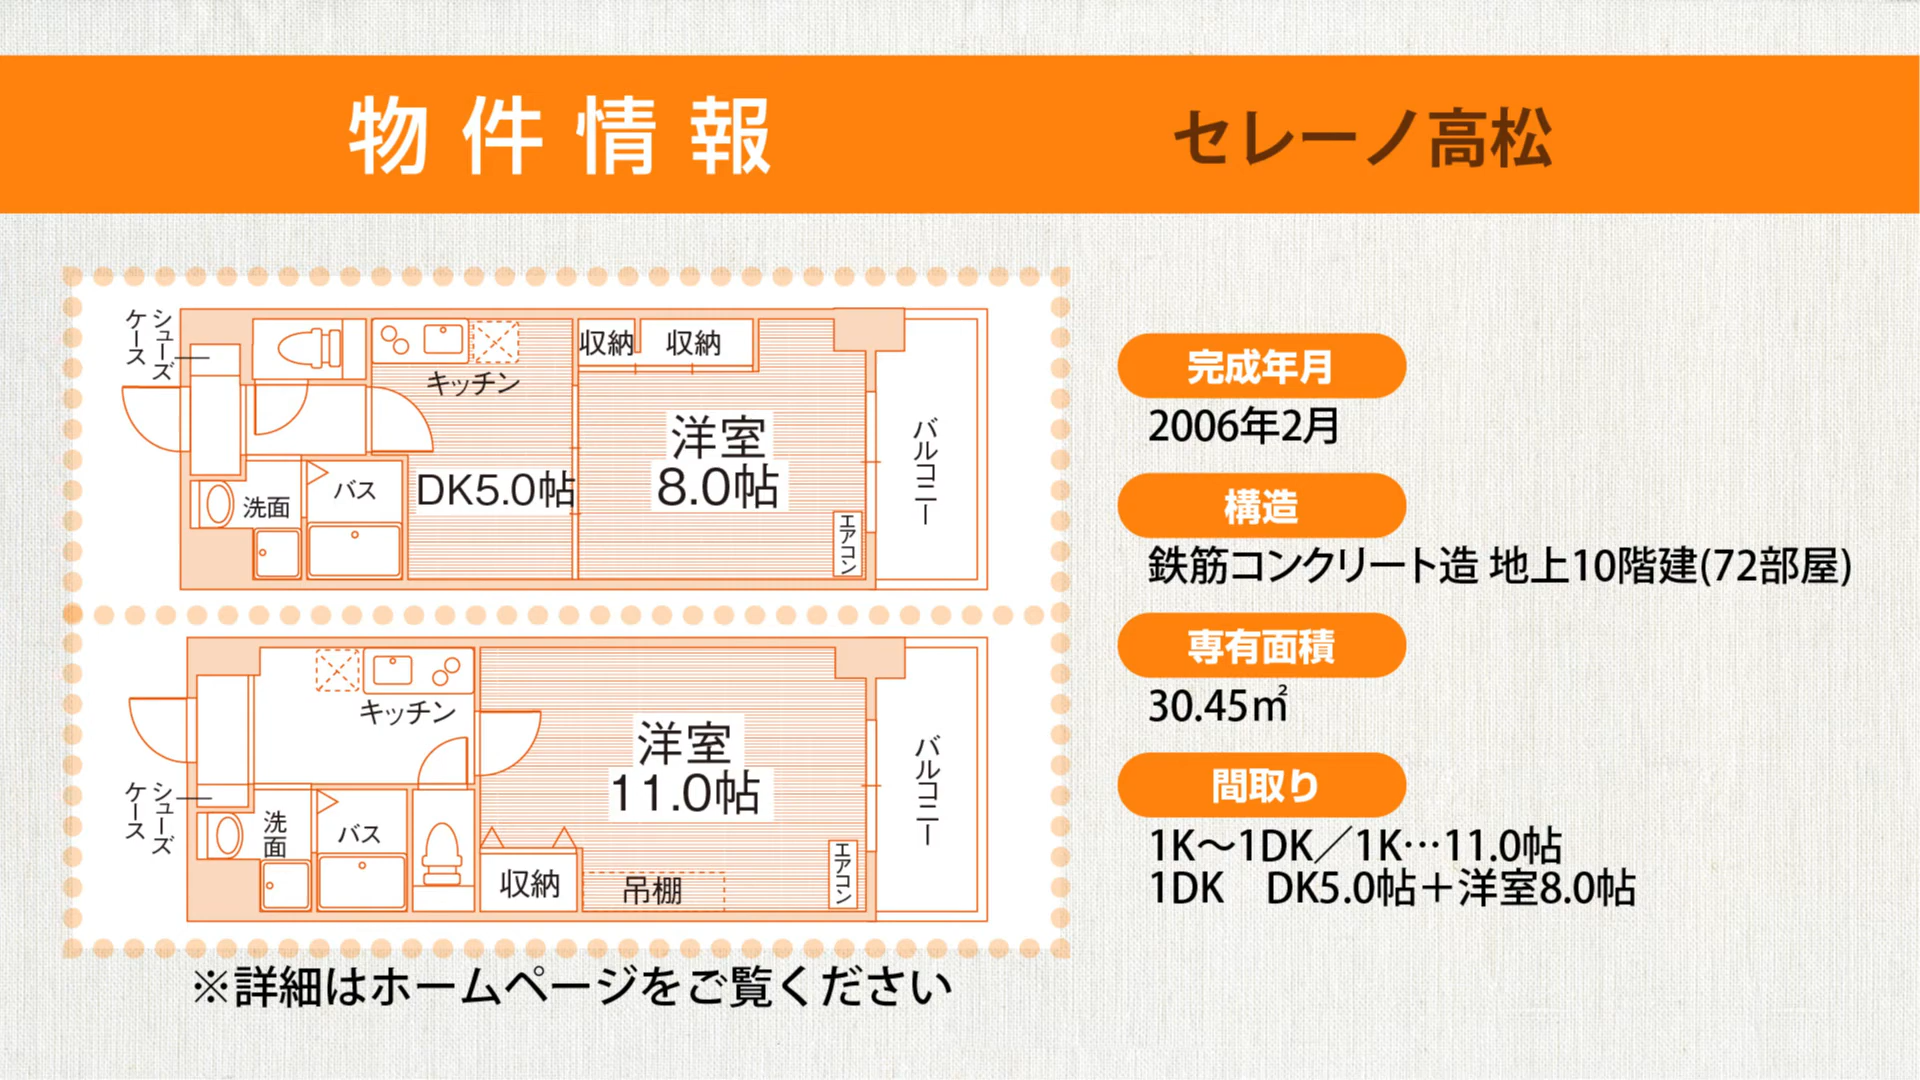 物件情報
セレーノ高松
シューズ
ケース
キッチン
収納
収納
洋室
8.0帖
DK5.0帖
バス
洗面
エアコン
バルコニー
キッチン
洋室
11.0帖
シューズ
ケース
洗面
バス
収納
吊棚
エアコン
バルコニー
※詳細はホームページをご覧ください
完成年月
2006年2月
構造
鉄筋コンクリート造 地上10階建(72部屋)
専有面積
30.45㎡
間取り
1K～1DK／1K…11.0帖
1DK　DK5.0帖＋洋室8.0帖